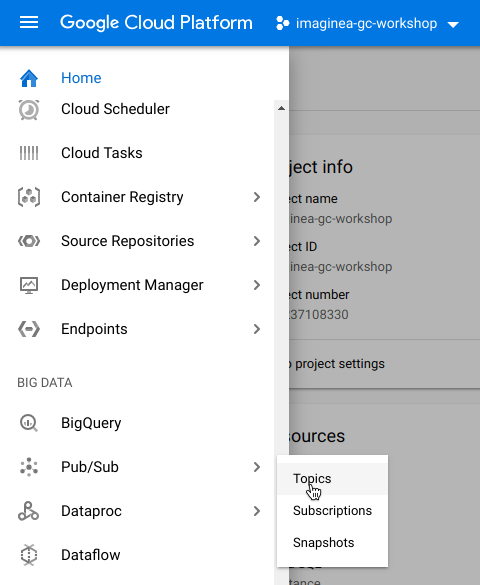 Google Cloud Platform
imaginea-gc-workshop
Home
Cloud Scheduler
Cloud Tasks
Container Registry
Source Repositories
Deployment Manager
Endpoints
BIG DATA
BigQuery
Pub/Sub
Dataproc
Dataflow
Topics
Subscriptions
Snapshots
ject info
ect name
inea-gc-workshop
ect ID
inea-gc-workshop
ect number
37108330
project settings
ources
tance